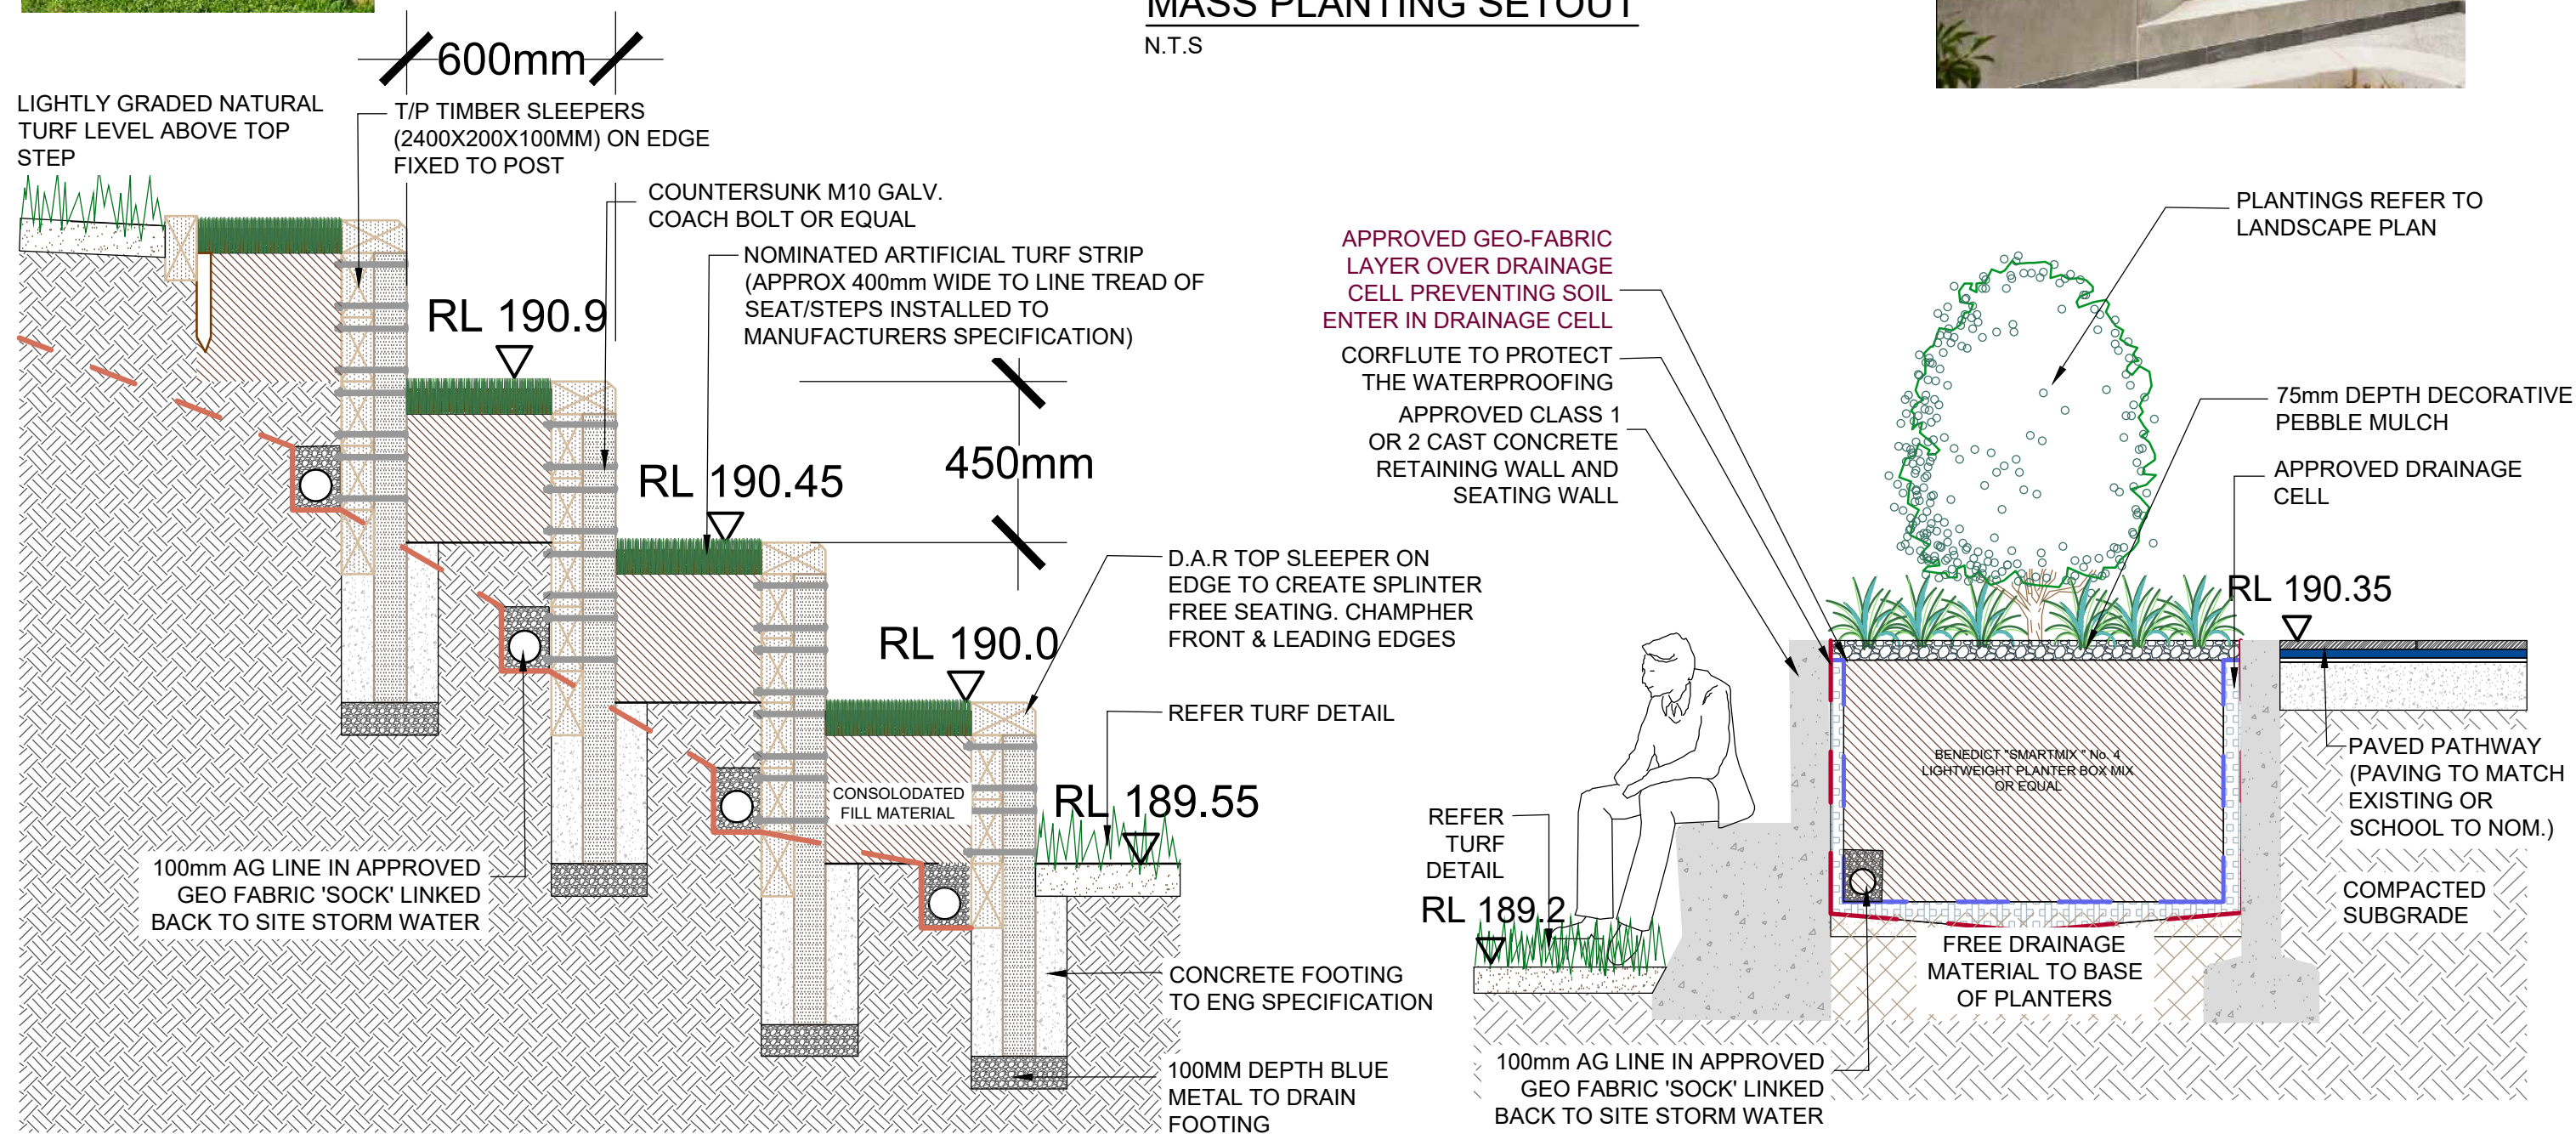 MASS PLANTING SETOUT
N.T.S
600mm
LIGHTLY GRADED NATURAL
TURF LEVEL ABOVE TOP
STEP
T/P TIMBER SLEEPERS
(2400X200X100MM) ON EDGE
FIXED TO POST
COUNTERSUNK M10 GALV.
COACH BOLT OR EQUAL
NOMINATED ARTIFICIAL TURF STRIP
(APPROX 400mm WIDE TO LINE TREAD OF
SEAT/STEPS INSTALLED TO
MANUFACTURERS SPECIFICATION)
RL 190.9
RL 190.45
450mm
RL 190.0
D.A.R TOP SLEEPER ON
EDGE TO CREATE SPLINTER
FREE SEATING. CHAMPHER
FRONT & LEADING EDGES
REFER TURF DETAIL
CONSOLODATED
FILL MATERIAL
RL 189.55
100mm AG LINE IN APPROVED
GEO FABRIC 'SOCK' LINKED
BACK TO SITE STORM WATER
CONCRETE FOOTING
TO ENG SPECIFICATION
100MM DEPTH BLUE
METAL TO DRAIN
FOOTING
APPROVED GEO-FABRIC
LAYER OVER DRAINAGE
CELL PREVENTING SOIL
ENTER IN DRAINAGE CELL
CORFLUTE TO PROTECT
THE WATERPROOFING
APPROVED CLASS 1
OR 2 CAST CONCRETE
RETAINING WALL AND
SEATING WALL
PLANTINGS REFER TO
LANDSCAPE PLAN
75mm DEPTH DECORATIVE
PEBBLE MULCH
APPROVED DRAINAGE
CELL
RL 190.35
BENEDICT "SMARTMIX " No. 4
LIGHTWEIGHT PLANTER BOX MIX
OR EQUAL
PAVED PATHWAY
(PAVING TO MATCH
EXISTING OR
SCHOOL TO NOM.)
COMPACTED
SUBGRADE
REFER
TURF
DETAIL
RL 189.2
FREE DRAINAGE
MATERIAL TO BASE
OF PLANTERS
100mm AG LINE IN APPROVED
GEO FABRIC 'SOCK' LINKED
BACK TO SITE STORM WATER